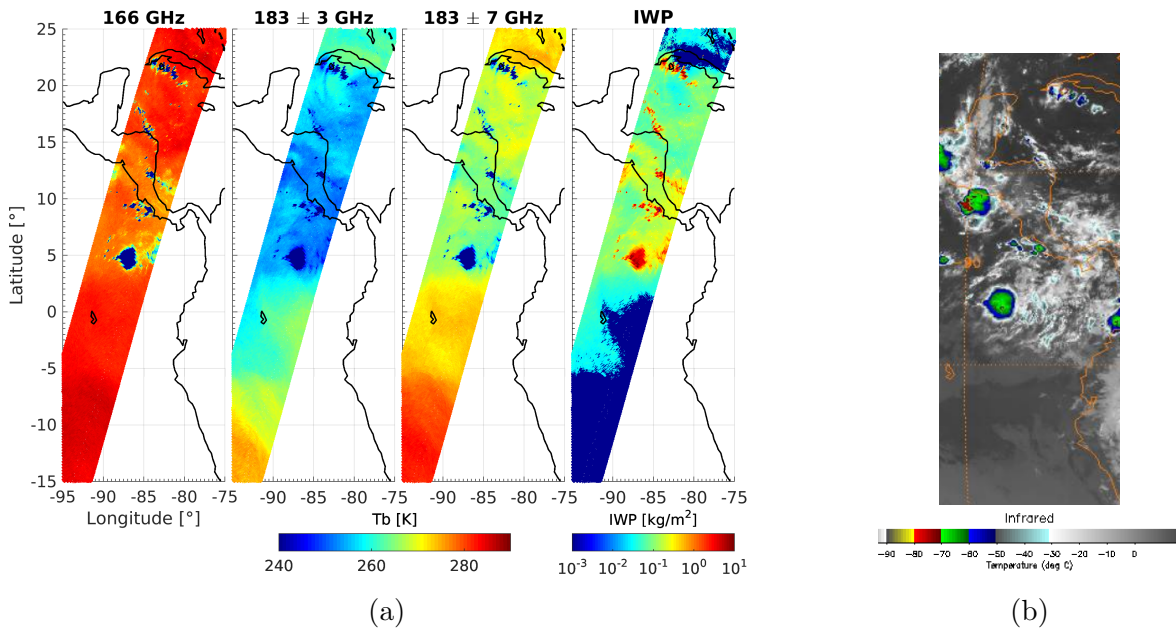 166 GHz
183 ± 3 GHz
183 ± 7 GHz
IWP
25
20
15
10
5
0
-5
-10
-15
Latitude [°]
-95 -90 -85 -80 -75
-90 -85 -80 -75
-90 -85 -80 -75
-90 -85 -80 -75
Longitude [°]
Tb [K]
IWP [kg/m²]
240 260 280
10⁻³ 10⁻² 10⁻¹ 10⁰ 10¹
(a)
Infrared
−90 −80 −70 −60 −50 −40 −30 −20 −10 0
Temperature (deg C)
(b)